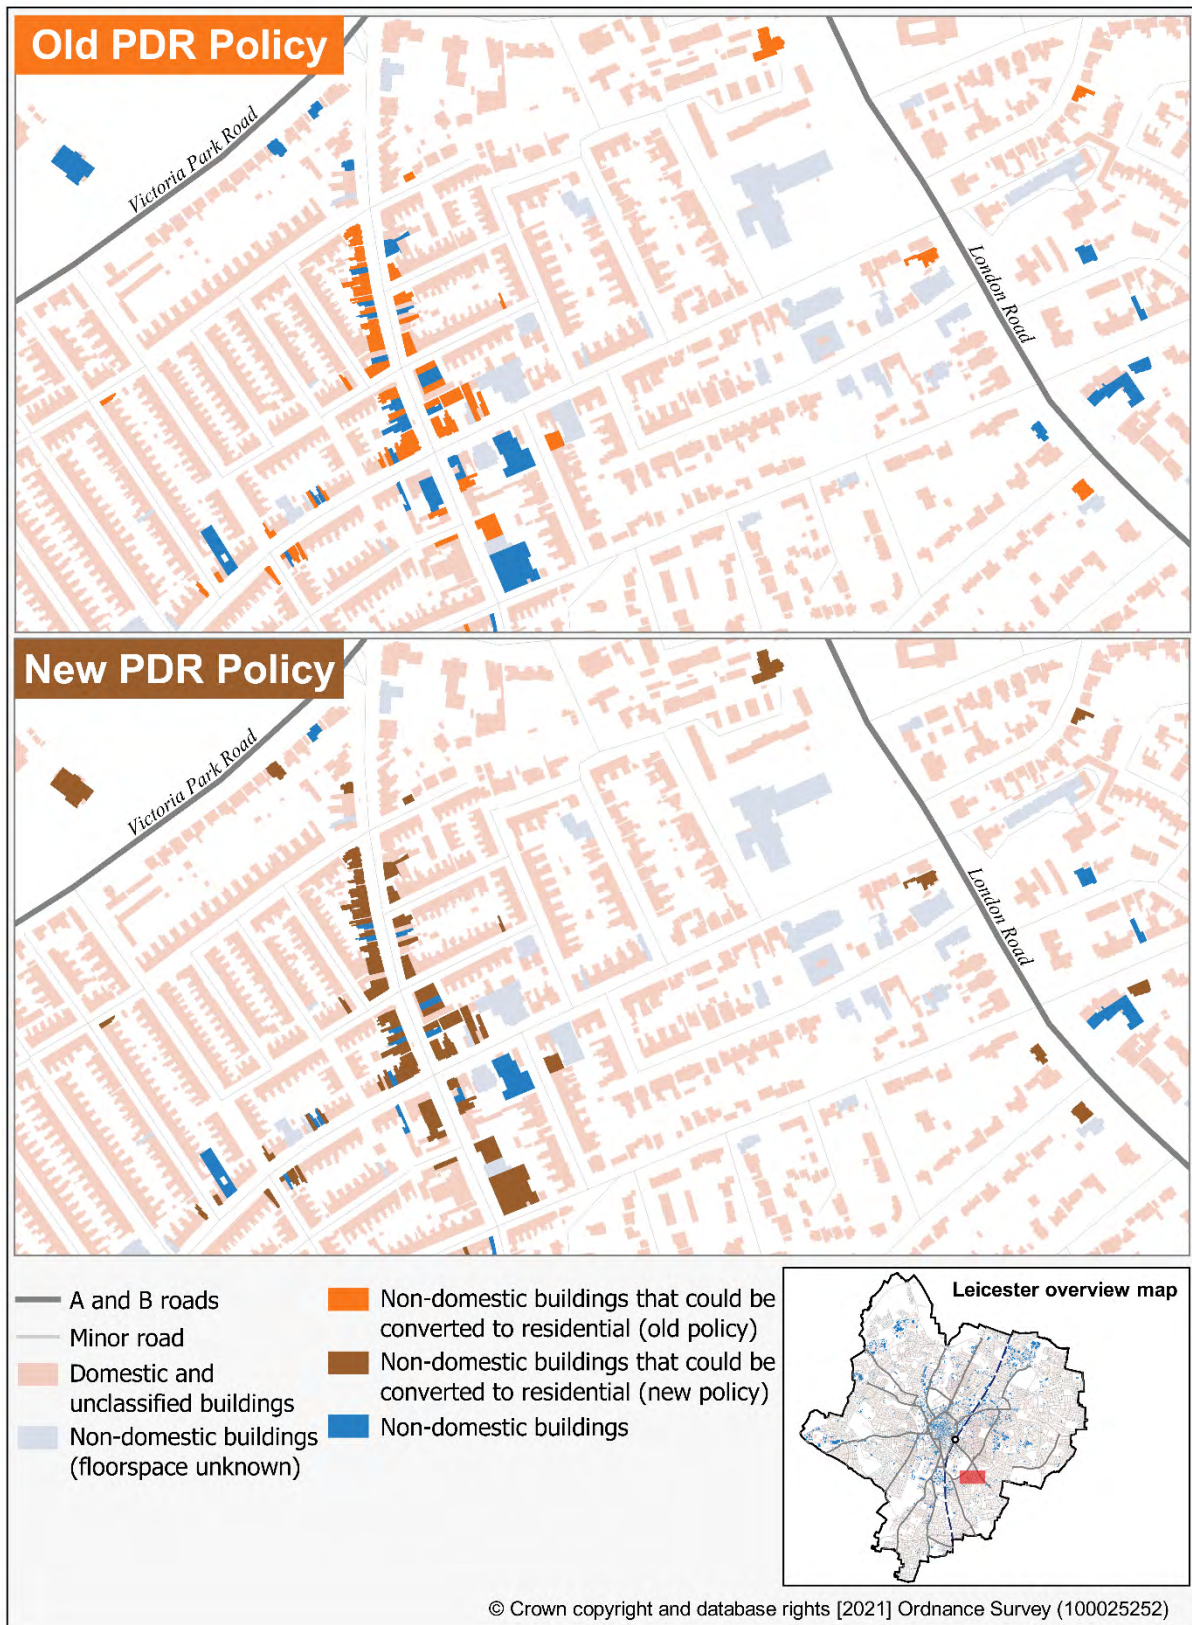 Old PDR Policy
Victoria Park Road
London Road
New PDR Policy
Victoria Park Road
London Road
A and B roads
Minor road
Domestic and
unclassified buildings
Non-domestic buildings
(floorspace unknown)
Non-domestic buildings that could be
converted to residential (old policy)
Non-domestic buildings that could be
converted to residential (new policy)
Non-domestic buildings
Leicester overview map
© Crown copyright and database rights [2021] Ordnance Survey (100025252)